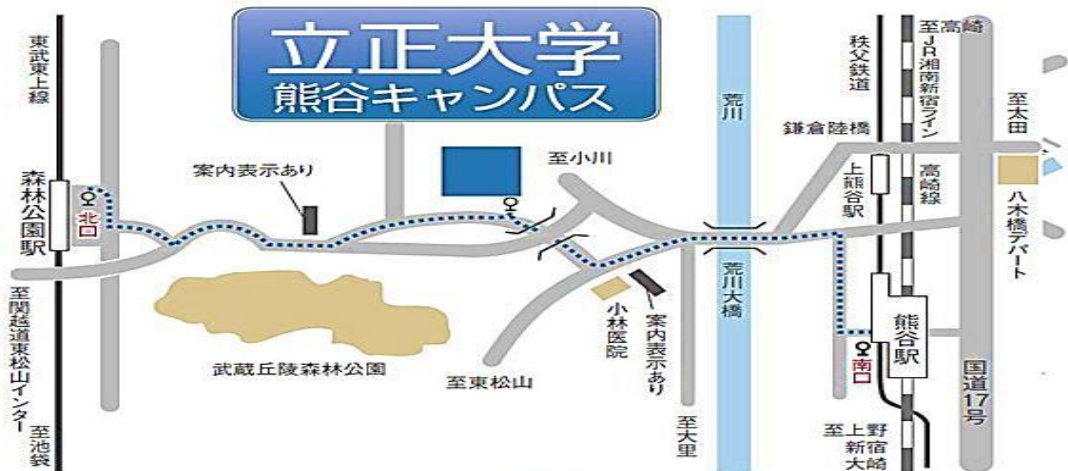 立正大学
熊谷キャンパス
東武東上線
森林公園駅
北口
至関越道東松山インター
至池袋
案内表示あり
武蔵丘陵森林公園
至小川
至東松山
小林医院
案内表示あり
至大里
荒川
荒川大橋
鎌倉陸橋
秩父鉄道
上熊谷駅
至高崎
JR湘南新宿ライン
高崎線
至太田
八木橋デパート
熊谷駅
南口
国道17号
至上野
新宿
大崎